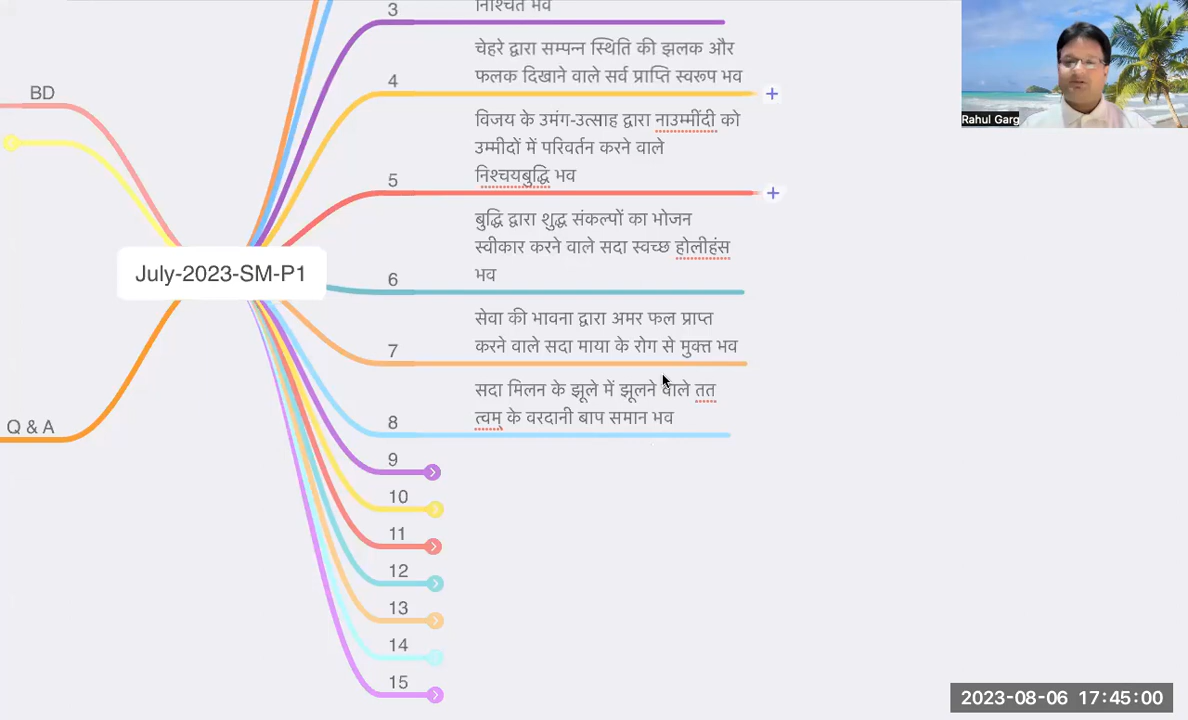 निश्चित भव
3
चेहरे द्वारा सम्पन्न स्थिति की झलक और
फलक दिखाने वाले सर्व प्राप्ति स्वरूप भव
4
विजय के उमंग-उत्साह द्वारा नाउम्मींदी को
उम्मीदों में परिवर्तन करने वाले
निश्चयबुद्धि भव
5
बुद्धि द्वारा शुद्ध संकल्पों का भोजन
स्वीकार करने वाले सदा स्वच्छ होलीहंस
भव
6
सेवा की भावना द्वारा अमर फल प्राप्त
करने वाले सदा माया के रोग से मुक्त भव
7
सदा मिलन के झूले में झूलने वाले तत
त्वम् के वरदानी बाप समान भव
8
9
10
11
12
13
14
15
BD
July-2023-SM-P1
Q & A
Rahul Garg
2023-08-06 17:45:00